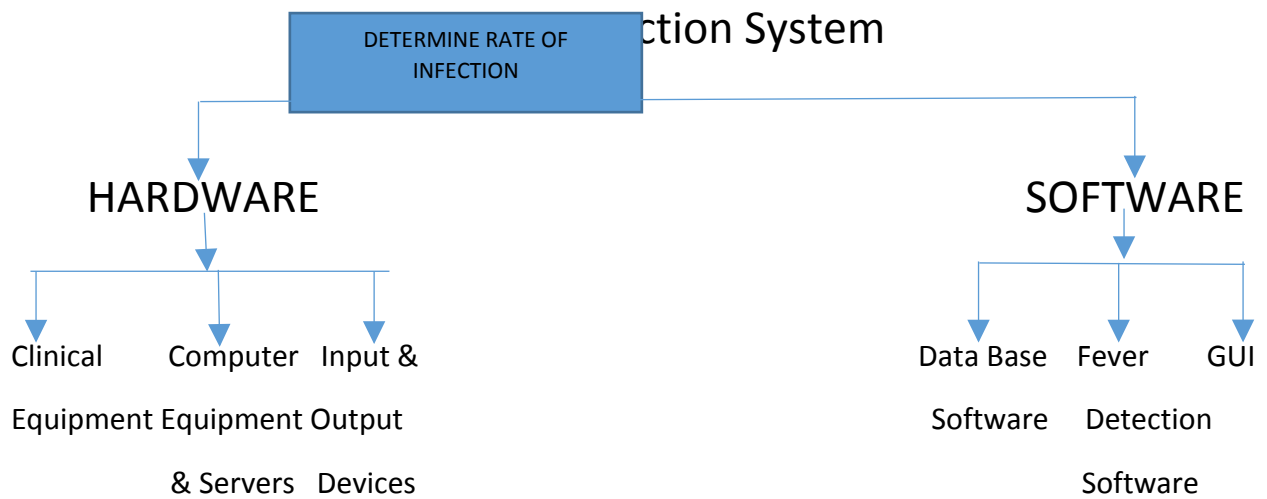 DETERMINE RATE OF
INFECTION
ction System
HARDWARE
SOFTWARE
Clinical Computer Input &
Equipment Equipment Output
& Servers Devices
Data Base Fever GUI
Software Detection
Software